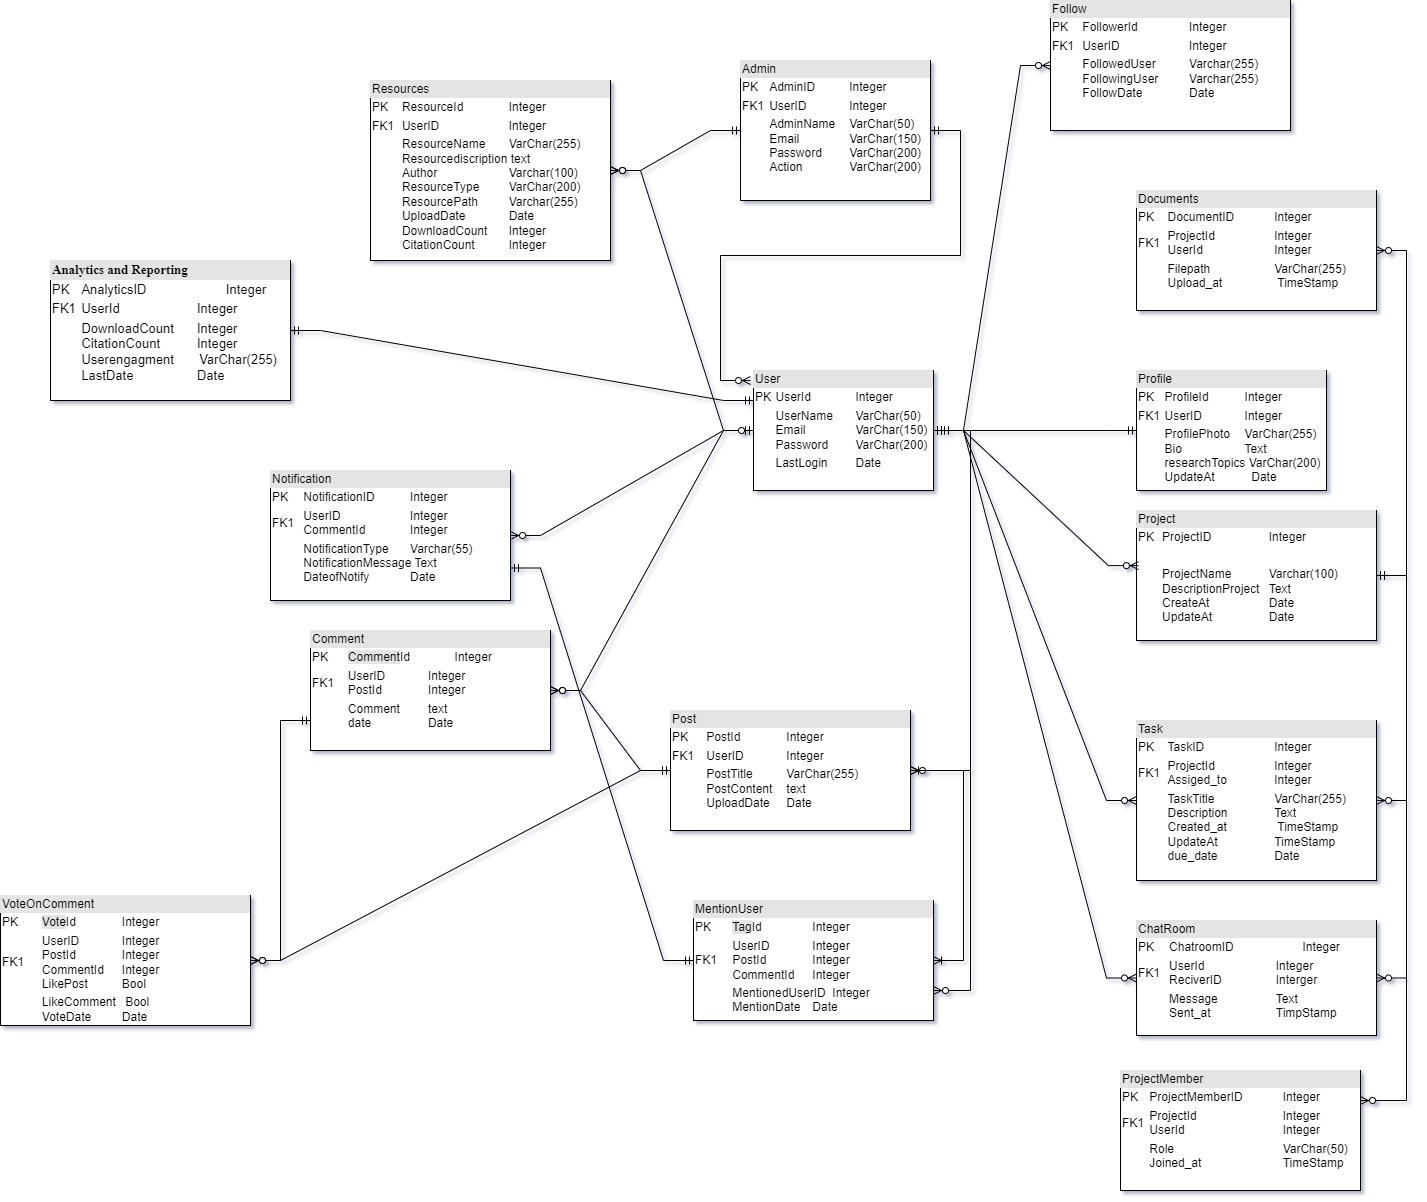 Follow
PK FollowerId Integer
FK1 UserID Integer
FollowedUser Varchar(255)
FollowingUser Varchar(255)
FollowDate Date
Admin
PK AdminID Integer
FK1 UserID Integer
AdminName VarChar(50)
Email VarChar(150)
Password VarChar(200)
Action VarChar(200)
Resources
PK ResourceId Integer
FK1 UserID Integer
ResourceName VarChar(255)
Resourcediscription text
Author Varchar(100)
ResourceType VarChar(200)
ResourcePath Varchar(255)
UploadDate Date
DownloadCount Integer
CitationCount Integer
Documents
PK DocumentID Integer
FK1 ProjectId Integer
UserId Integer
Filepath VarChar(255)
Upload_at TimeStamp
Analytics and Reporting
PK AnalyticsID Integer
FK1 UserId Integer
DownloadCount Integer
CitationCount Integer
Userengagment VarChar(255)
LastDate Date
User
PK UserId Integer
UserName VarChar(50)
Email VarChar(150)
Password VarChar(200)
LastLogin Date
Profile
PK ProfileId Integer
FK1 UserID Integer
ProfilePhoto VarChar(255)
Bio Text
researchTopics VarChar(200)
UpdateAt Date
Notification
PK NotificationID Integer
FK1 UserID Integer
CommentId Integer
NotificationType Varchar(55)
NotificationMessage Text
DateofNotify Date
Project
PK ProjectID Integer
ProjectName Varchar(100)
DescriptionProject Text
CreateAt Date
UpdateAt Date
Comment
PK CommentId Integer
FK1 UserID Integer
PostId Integer
Comment text
date Date
Post
PK PostId Integer
FK1 UserID Integer
PostTitle VarChar(255)
PostContent text
UploadDate Date
Task
PK TaskID Integer
FK1 ProjectId Integer
Assiged_to Integer
TaskTitle VarChar(255)
Description Text
Created_at TimeStamp
UpdateAt TimeStamp
due_date Date
VoteOnComment
PK VoteId Integer
UserID Integer
PostId Integer
FK1 CommentId Integer
LikePost Bool
LikeComment Bool
VoteDate Date
MentionUser
PK TagId Integer
UserID Integer
FK1 PostId Integer
CommentId Integer
MentionedUserID Integer
MentionDate Date
ChatRoom
PK ChatroomID Integer
FK1 UserId Integer
ReciverID Interger
Message Text
Sent_at TimpStamp
ProjectMember
PK ProjectMemberID Integer
FK1 ProjectId Integer
UserId Integer
Role VarChar(50)
Joined_at TimeStamp